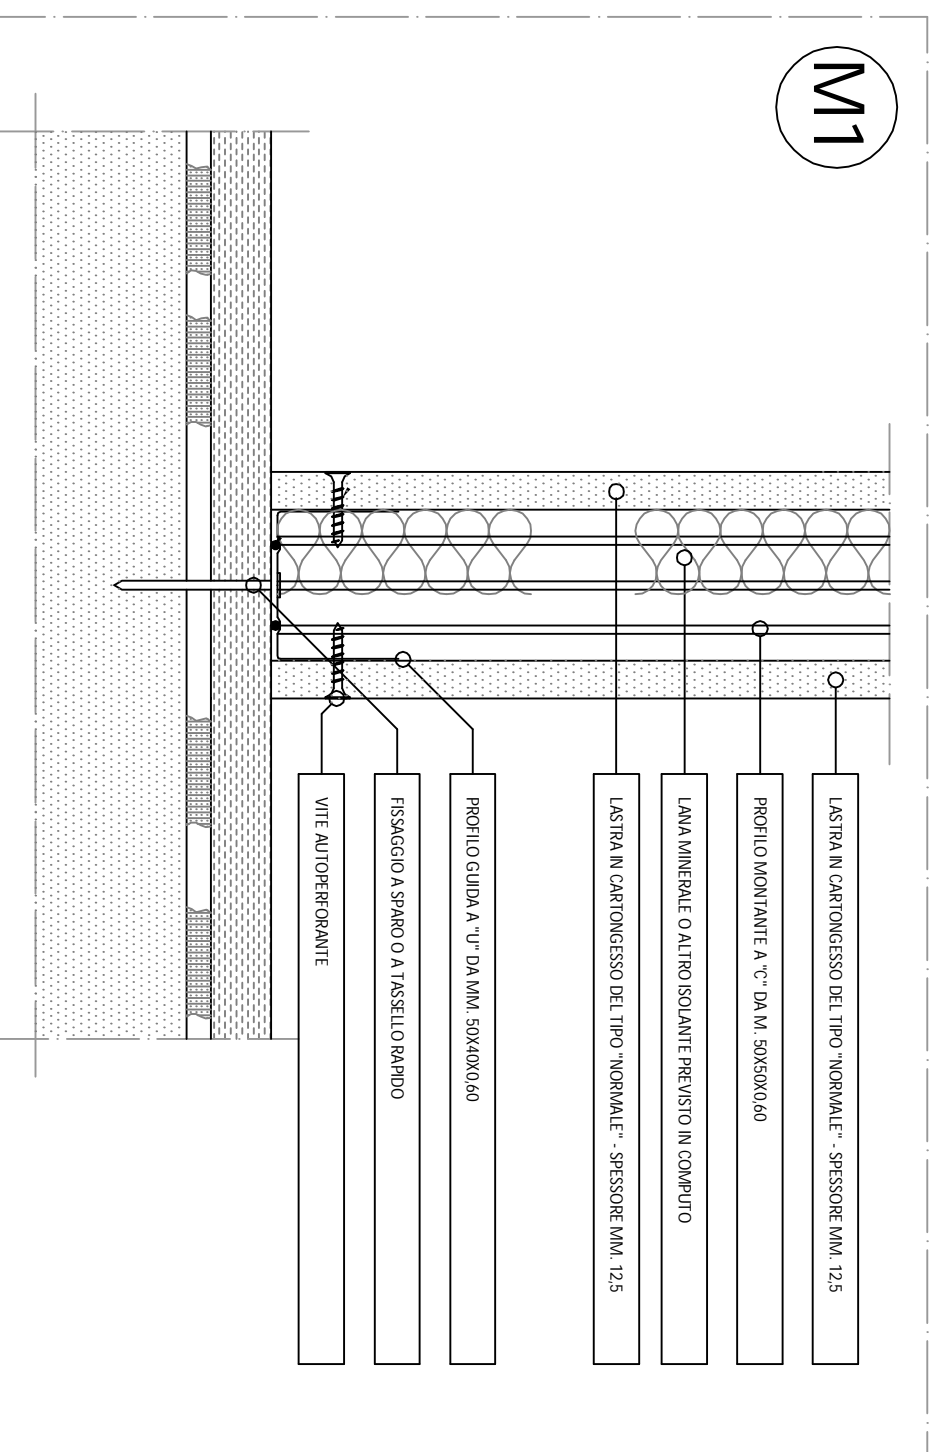 M1
LASTRA IN CARTONGESSO DEL TIPO "NORMALE" - SPESSORE MM. 12,5
PROFILO MONTANTE A "C" DA M. 50X50X0,60
LANA MINERALE O ALTRO ISOLANTE PREVISTO IN COMPUTO
LASTRA IN CARTONGESSO DEL TIPO "NORMALE" - SPESSORE MM. 12,5
PROFILO GUIDA A "U" DA MM. 50X40X0,60
FISSAGGIO A SPARO O A TASSELLO RAPIDO
VITE AUTOPERFORANTE